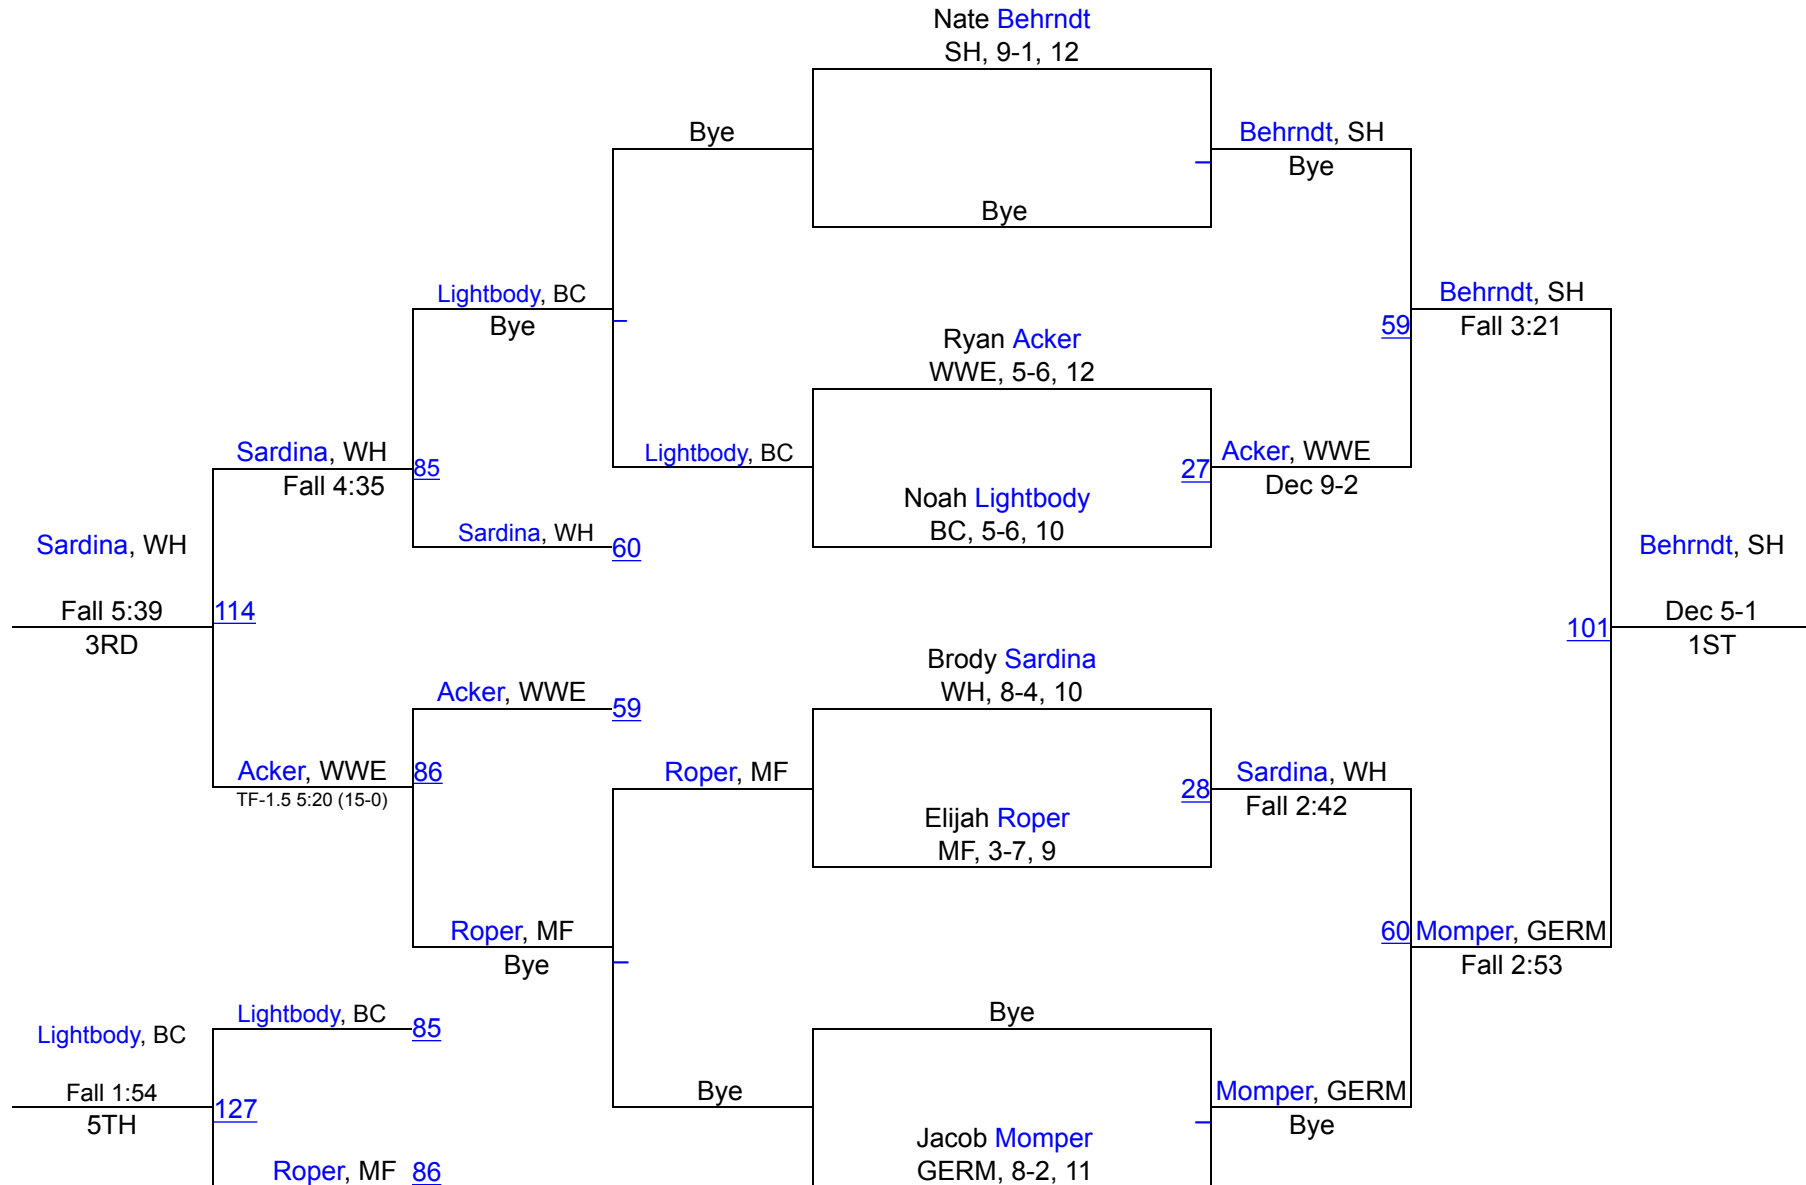 Nate Behrndt
SH, 9-1, 12
Bye
Behrndt, SH
Bye
Bye
Lightbody, BC
Bye
Behrndt, SH
59
Fall 3:21
Ryan Acker
WWE, 5-6, 12
Sardina, WH
85
Fall 4:35
Lightbody, BC
27
Acker, WWE
Dec 9-2
Noah Lightbody
BC, 5-6, 10
Sardina, WH
60
Sardina, WH
Behrndt, SH
Fall 5:39
114
3RD
Dec 5-1
101
1ST
Brody Sardina
WH, 8-4, 10
Acker, WWE
59
Acker, WWE
86
TF-1.5 5:20 (15-0)
Roper, MF
28
Sardina, WH
Fall 2:42
Elijah Roper
MF, 3-7, 9
Roper, MF
Bye
60
Momper, GERM
Fall 2:53
Lightbody, BC
85
Bye
Lightbody, BC
Fall 1:54
127
5TH
Bye
Momper, GERM
Bye
Jacob Momper
GERM, 8-2, 11
Roper, MF
86